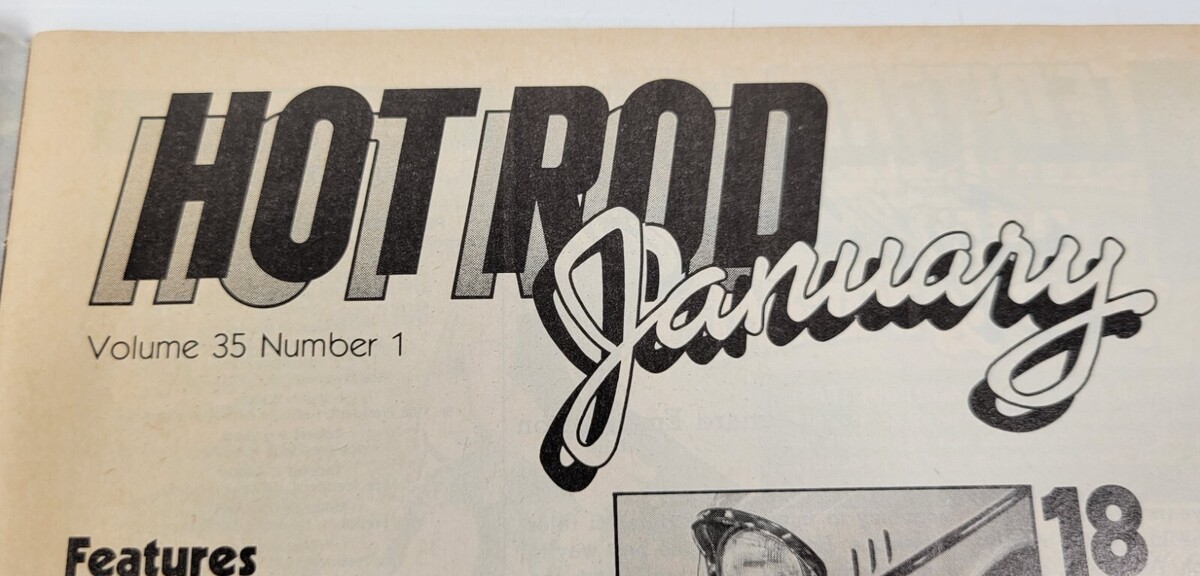 HOT ROD
January
Volume 35 Number 1
Features
18